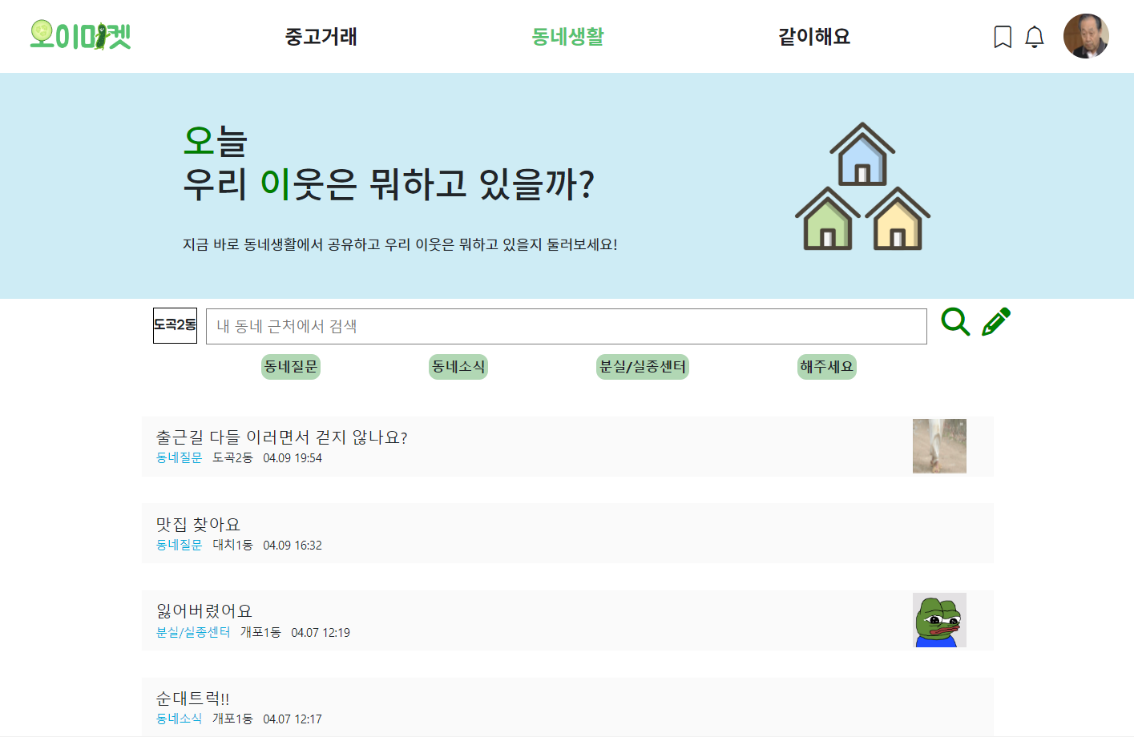 오이마켓
중고거래
동네생활
같이해요
오늘
우리 이웃은 뭐하고 있을까?
지금 바로 동네생활에서 공유하고 우리 이웃은 뭐하고 있을지 둘러보세요!
도곡2동
내 동네 근처에서 검색
동네질문
동네소식
분실/실종센터
해주세요
출근길 다들 이러면서 걷지 않나요?
동네질문 도곡2동 04.09 19:54
맛집 찾아요
동네질문 대치1동 04.09 16:32
잃어버렸어요
분실/실종센터 개포1동 04.07 12:19
순대트럭!!
동네소식 개포1동 04.07 12:17